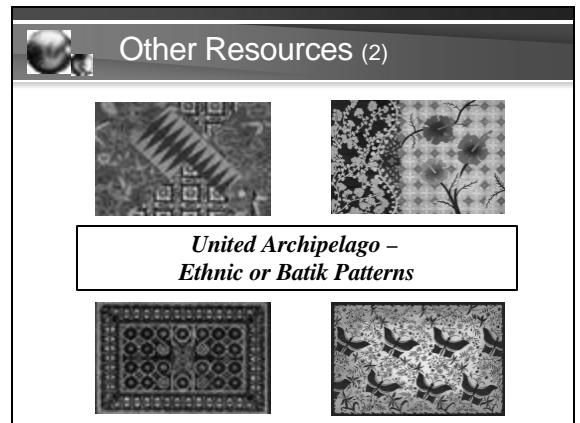 Other Resources (2)
United Archipelago –
Ethnic or Batik Patterns